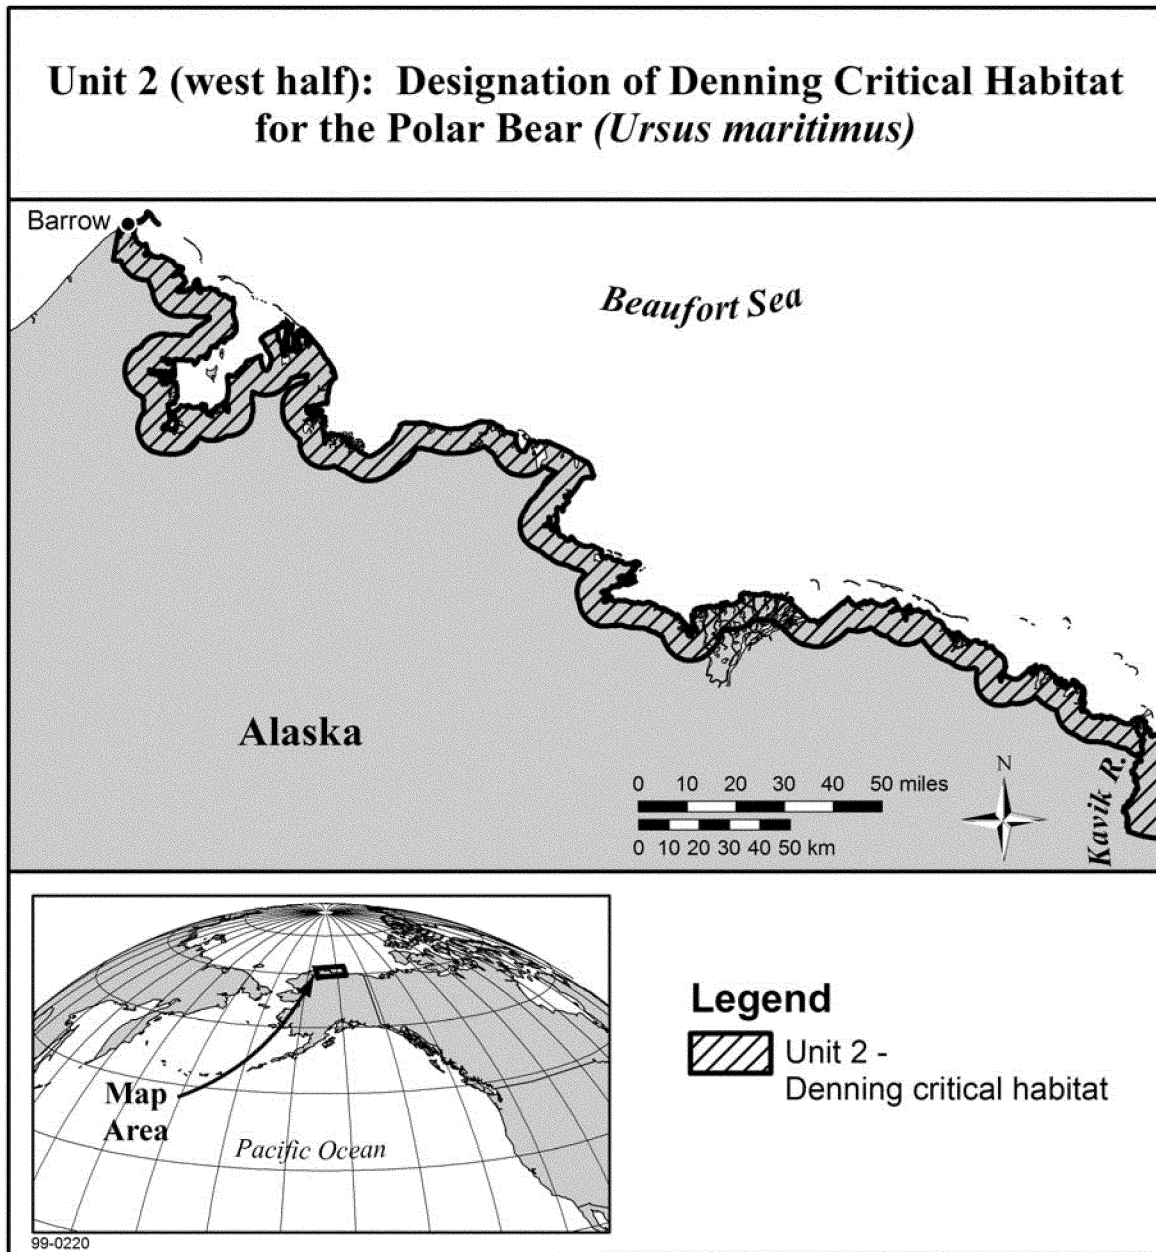 Unit 2 (west half):  Designation of Denning Critical Habitat
for the Polar Bear (Ursus maritimus)
Barrow
Beaufort Sea
Alaska
0 10 20 30 40 50 miles
0 10 20 30 40 50 km
N
Kavik R.
Map
Area
Pacific Ocean
99-0220
Legend
Unit 2 -
Denning critical habitat